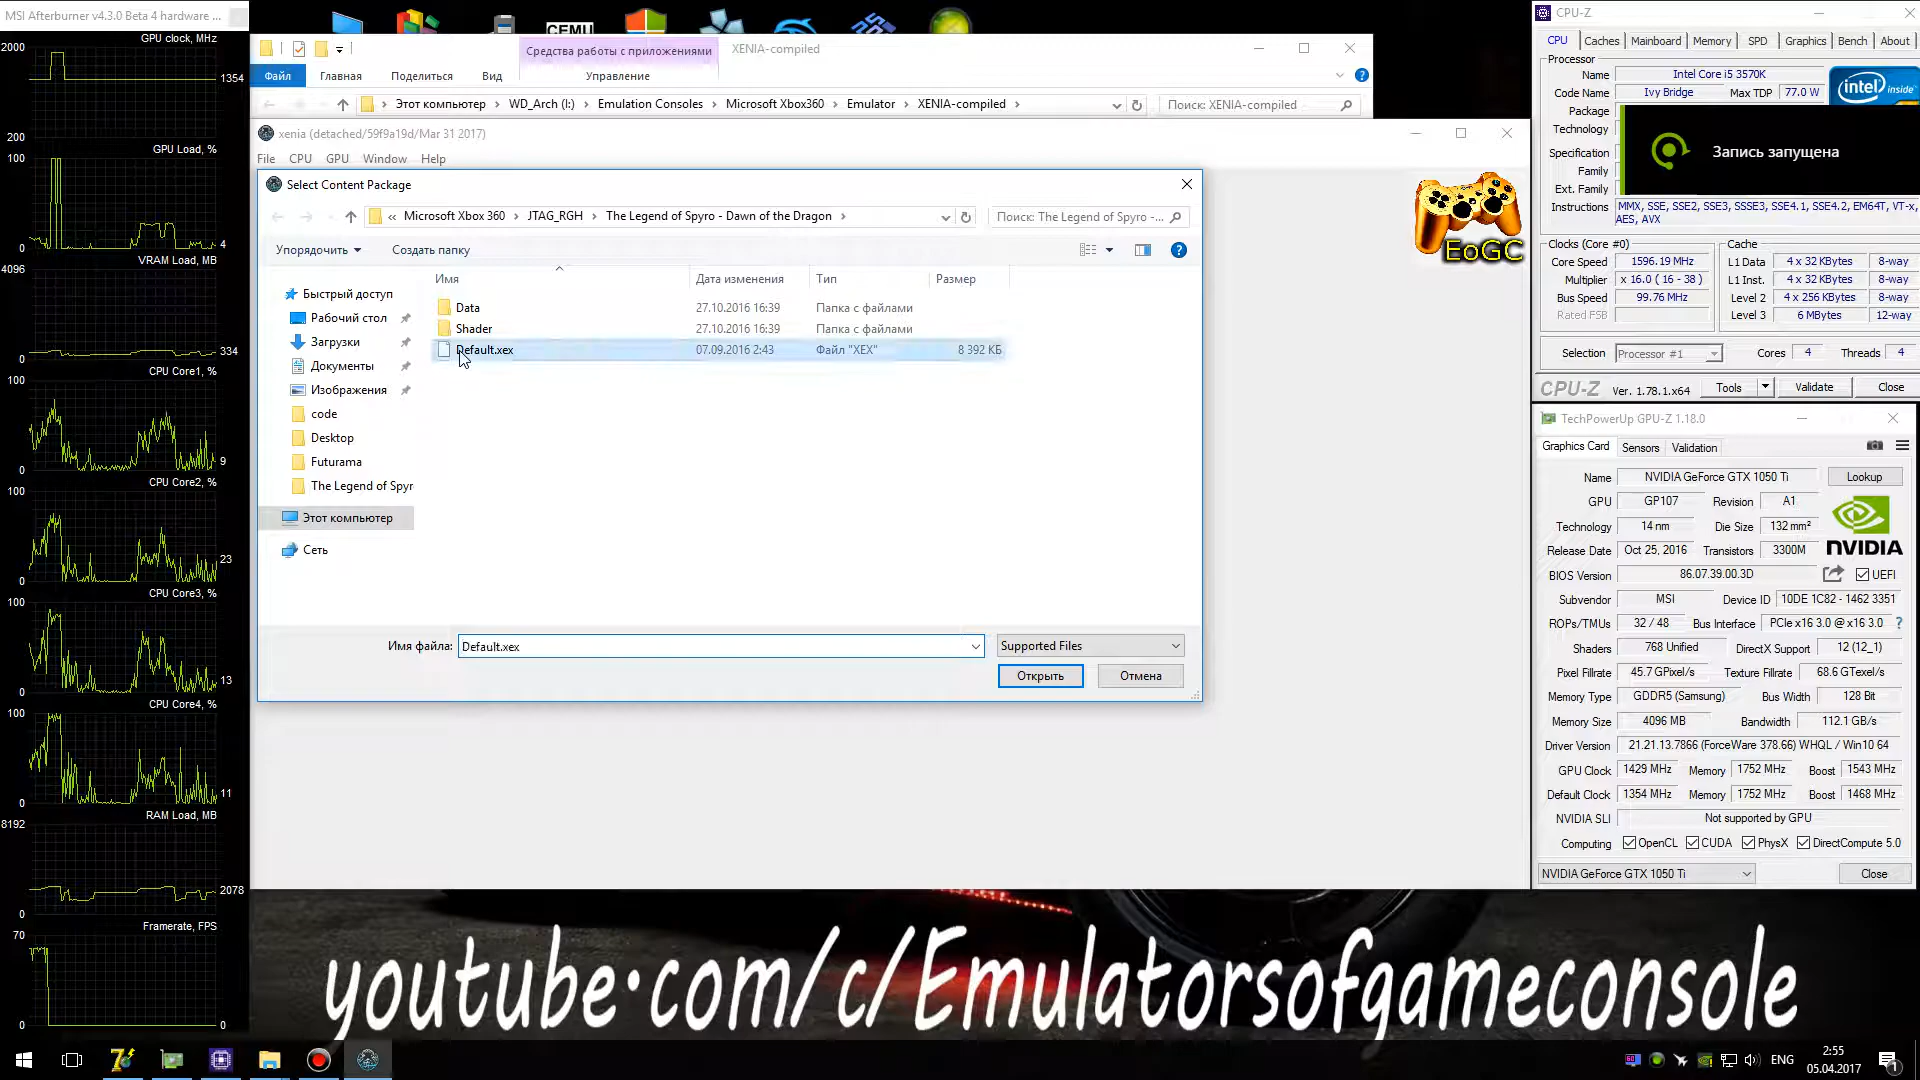 MSI Afterburner v4.3.0 Beta 4 hardware ...
GPU clock, MHz
2000
1354
200
GPU Load, %
100
4
0
VRAM Load, MB
4096
334
0
CPU Core1, %
100
9
0
CPU Core2, %
100
23
0
CPU Core3, %
100
13
0
CPU Core4, %
100
11
0
RAM Load, MB
8192
2078
0
Framerate, FPS
70
0
0
CEMU
Средства работы с приложениями
XENIA-compiled
Файл
Главная
Поделиться
Вид
Управление
Этот компьютер
WD_Arch (I:)
Emulation Consoles
Microsoft Xbox360
Emulator
XENIA-compiled
Поиск: XENIA-compiled
xenia (detached/59f9a19d/Mar 31 2017)
File
CPU
GPU
Window
Help
Select Content Package
« Microsoft Xbox 360
JTAG_RGH
The Legend of Spyro - Dawn of the Dragon
Поиск: The Legend of Spyro -...
Упорядочить
Создать папку
Имя
Дата изменения
Тип
Размер
Data
27.10.2016 16:39
Папка с файлами
Shader
27.10.2016 16:39
Папка с файлами
Default.xex
07.09.2016 2:43
Файл "XEX"
8 392 КБ
Быстрый доступ
Рабочий стол
Загрузки
Документы
Изображения
code
Desktop
Futurama
The Legend of Spyr
Этот компьютер
Сеть
Имя файла:
Default.xex
Supported Files
Открыть
Отмена
EoGC
CPU-Z
CPU
Caches
Mainboard
Memory
SPD
Graphics
Bench
About
Processor
Name
Intel Core i5 3570K
Code Name
Ivy Bridge
Max TDP
77.0 W
intel
inside
Package
Technology
Specification
Family
Ext. Family
Запись запущена
Instructions
MMX, SSE, SSE2, SSE3, SSSE3, SSE4.1, SSE4.2, EM64T, VT-x,
AES, AVX
Clocks (Core #0)
Core Speed
1596.19 MHz
Multiplier
x 16.0 ( 16 - 38 )
Bus Speed
99.76 MHz
Rated FSB
Cache
L1 Data
4 x 32 KBytes
8-way
L1 Inst.
4 x 32 KBytes
8-way
Level 2
4 x 256 KBytes
8-way
Level 3
6 MBytes
12-way
Selection
Processor #1
Cores
4
Threads
4
CPU-Z
Ver. 1.78.1.x64
Tools
Validate
Close
TechPowerUp GPU-Z 1.18.0
Graphics Card
Sensors
Validation
Name
NVIDIA GeForce GTX 1050 Ti
Lookup
GPU
GP107
Revision
A1
Technology
14 nm
Die Size
132 mm²
Release Date
Oct 25, 2016
Transistors
3300M
NVIDIA
BIOS Version
86.07.39.00.3D
UEFI
Subvendor
MSI
Device ID
10DE 1C82 - 1462 3351
ROPs/TMUs
32 / 48
Bus Interface
PCIe x16 3.0 @ x16 3.0
?
Shaders
768 Unified
DirectX Support
12 (12_1)
Pixel Fillrate
45.7 GPixel/s
Texture Fillrate
68.6 GTexel/s
Memory Type
GDDR5 (Samsung)
Bus Width
128 Bit
Memory Size
4096 MB
Bandwidth
112.1 GB/s
Driver Version
21.21.13.7866 (ForceWare 378.66) WHQL / Win10 64
GPU Clock
1429 MHz
Memory
1752 MHz
Boost
1543 MHz
Default Clock
1354 MHz
Memory
1752 MHz
Boost
1468 MHz
NVIDIA SLI
Not supported by GPU
Computing
OpenCL
CUDA
PhysX
DirectCompute 5.0
NVIDIA GeForce GTX 1050 Ti
Close
youtube.com/c/Emulatorsofgameconsole
ENG
2:55
05.04.2017
1